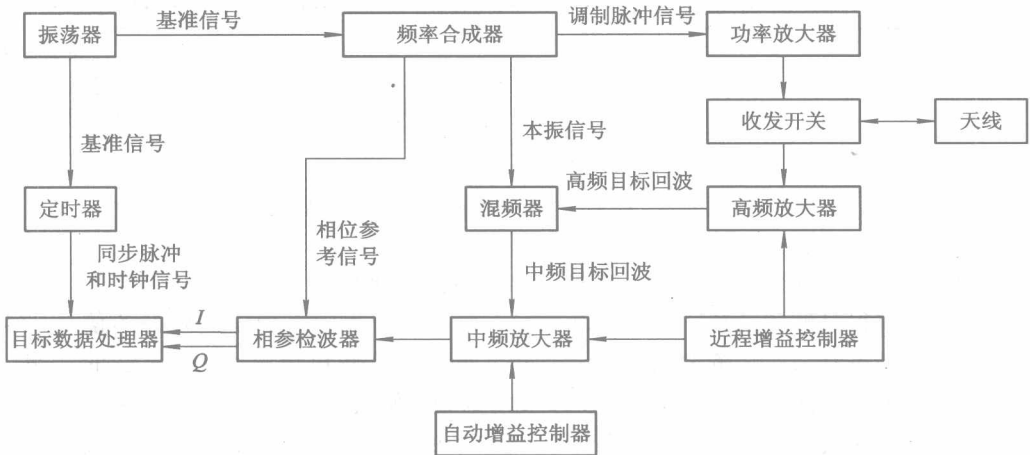 振荡器
基准信号
频率合成器
调制脉冲信号
功率放大器
收发开关
天线
基准信号
本振信号
高频目标回波
定时器
混频器
高频放大器
同步脉冲
和时钟信号
相位参
考信号
中频目标回波
目标数据处理器
I
Q
相参检波器
中频放大器
近程增益控制器
自动增益控制器